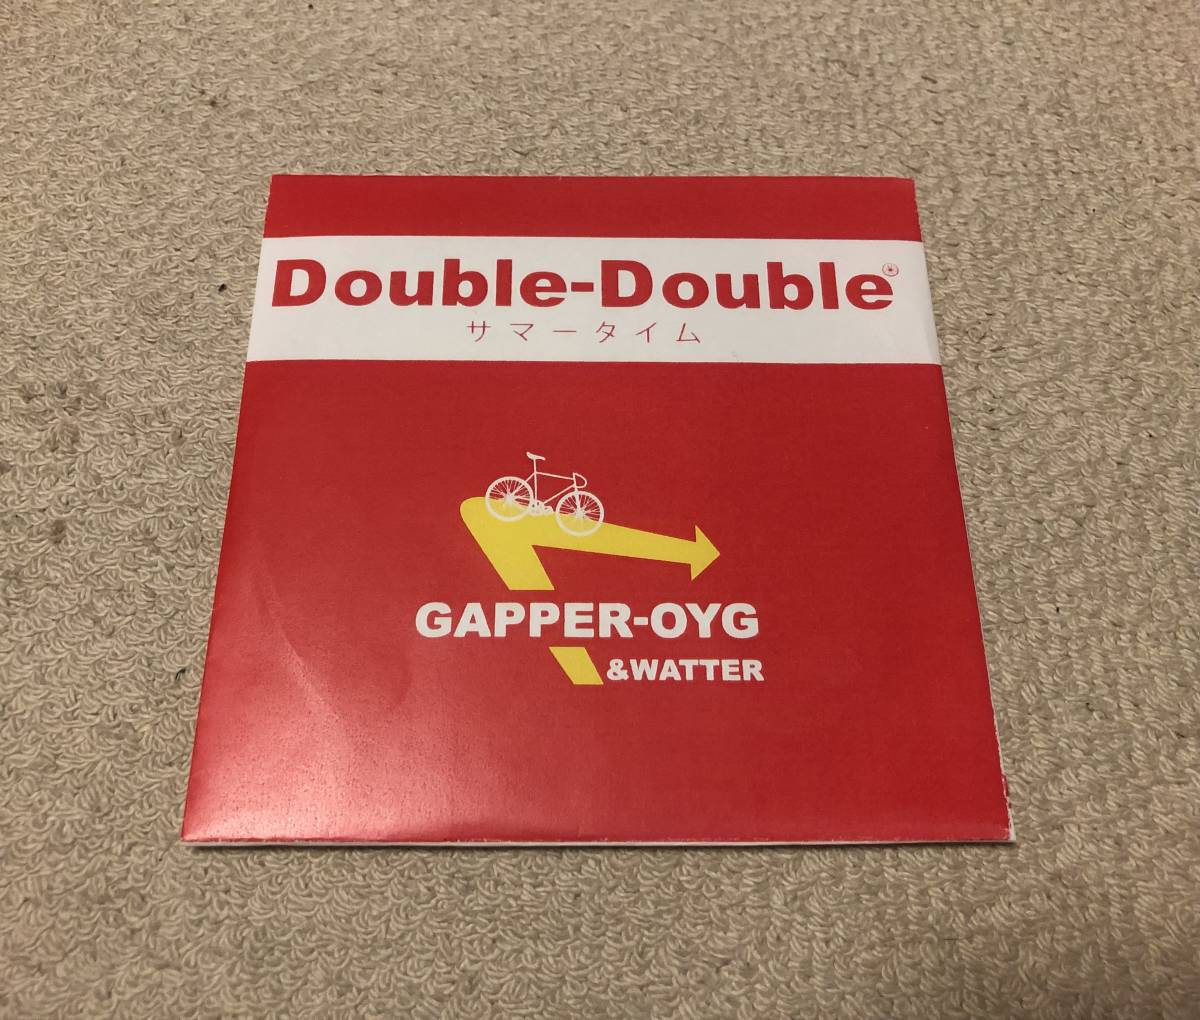 Double-Double
サマータイム
GAPPER-OYG
&WATTER